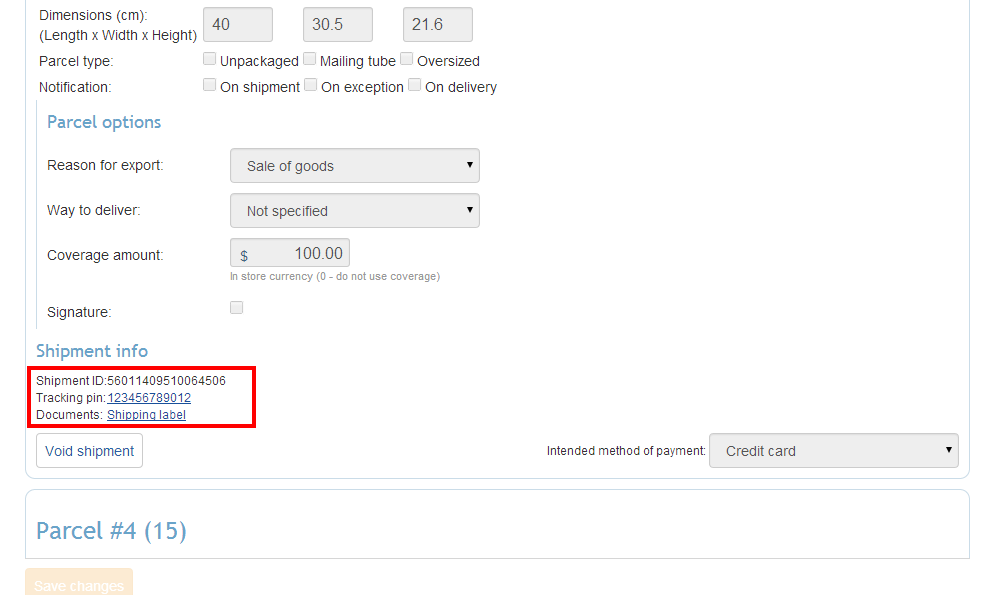 Dimensions (cm):
(Length x Width x Height)
40 30.5 21.6
Parcel type: Unpackaged Mailing tube Oversized
Notification: On shipment On exception On delivery
Parcel options
Reason for export: Sale of goods
Way to deliver: Not specified
Coverage amount: $ 100.00
In store currency (0 - do not use coverage)
Signature:
Shipment info
Shipment ID:56011409510064506
Tracking pin:123456789012
Documents: Shipping label
Void shipment Intended method of payment: Credit card
Parcel #4 (15)
Save changes